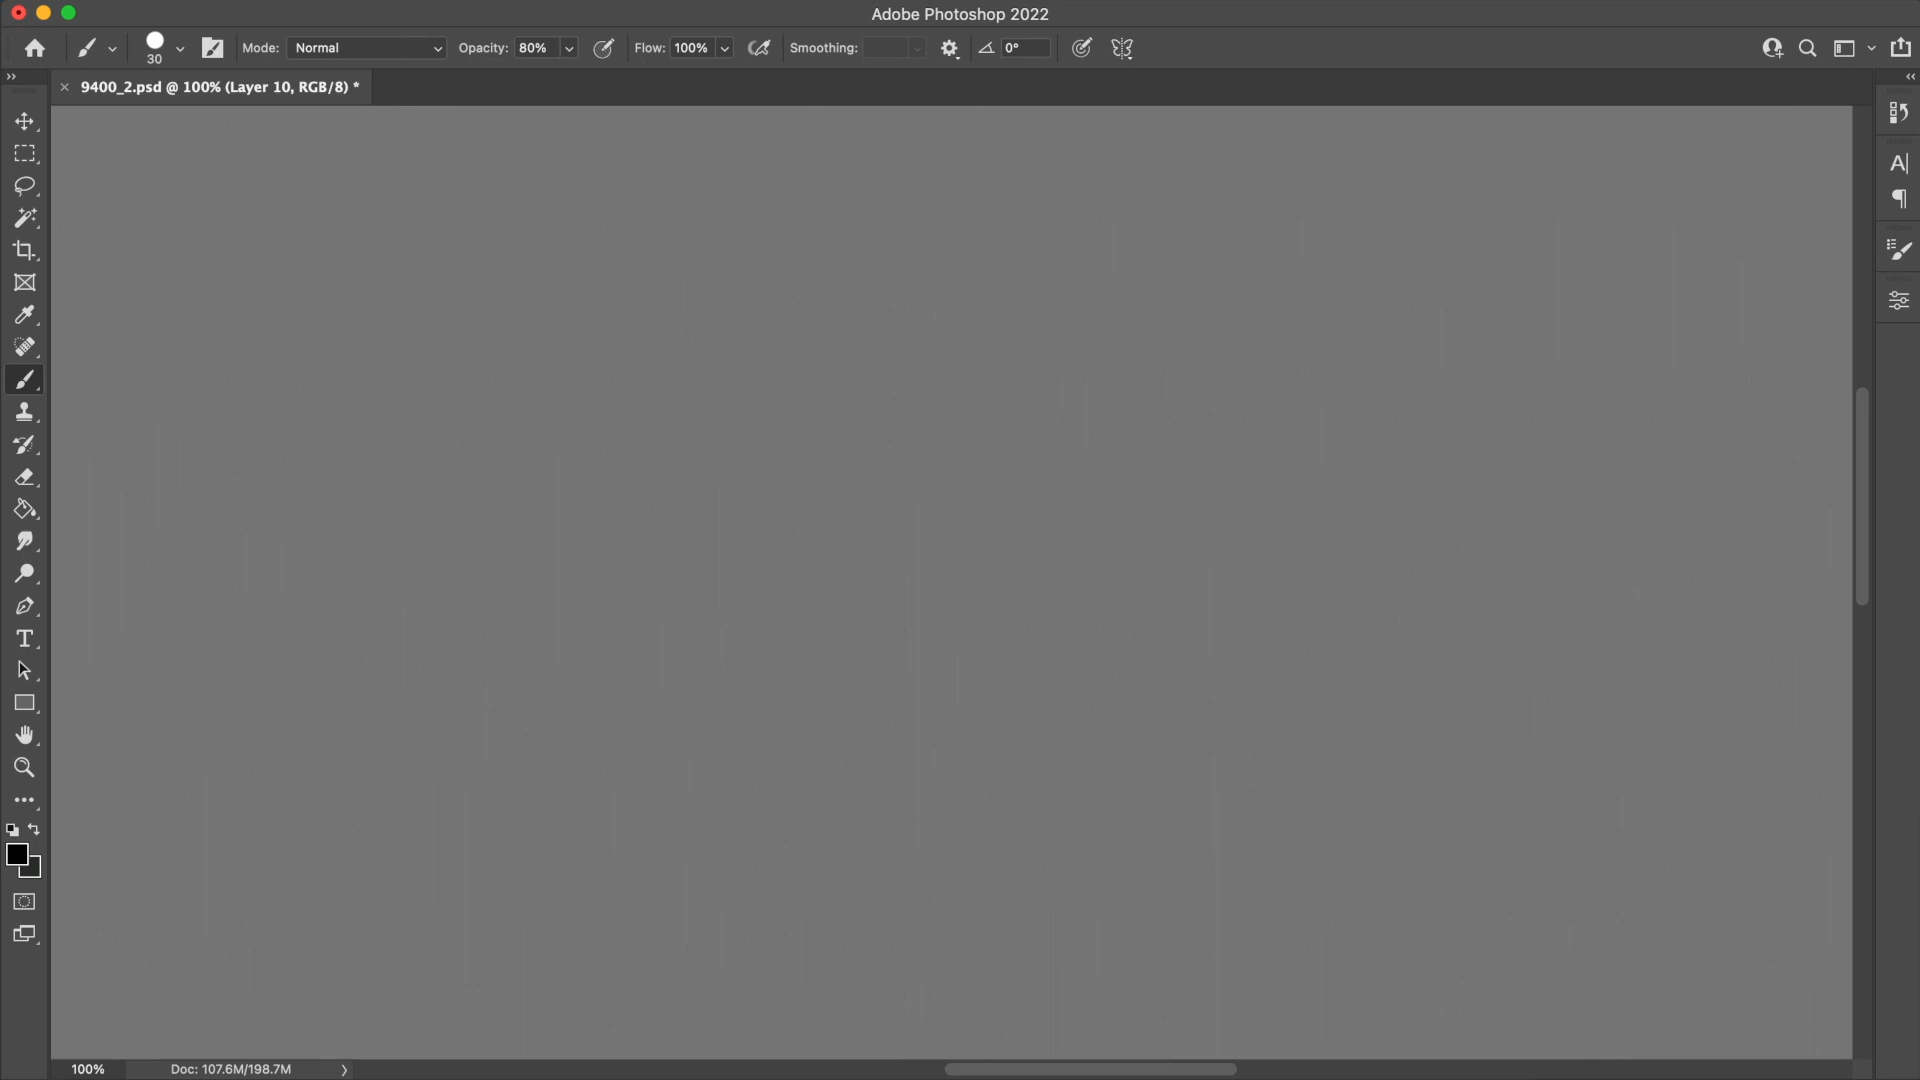 Adobe Photoshop 2022
30
Mode: Normal
Opacity: 80%
Flow: 100%
Smoothing:
0°
9400_2.psd @ 100% (Layer 10, RGB/8) *
100%
Doc: 107.6M/198.7M